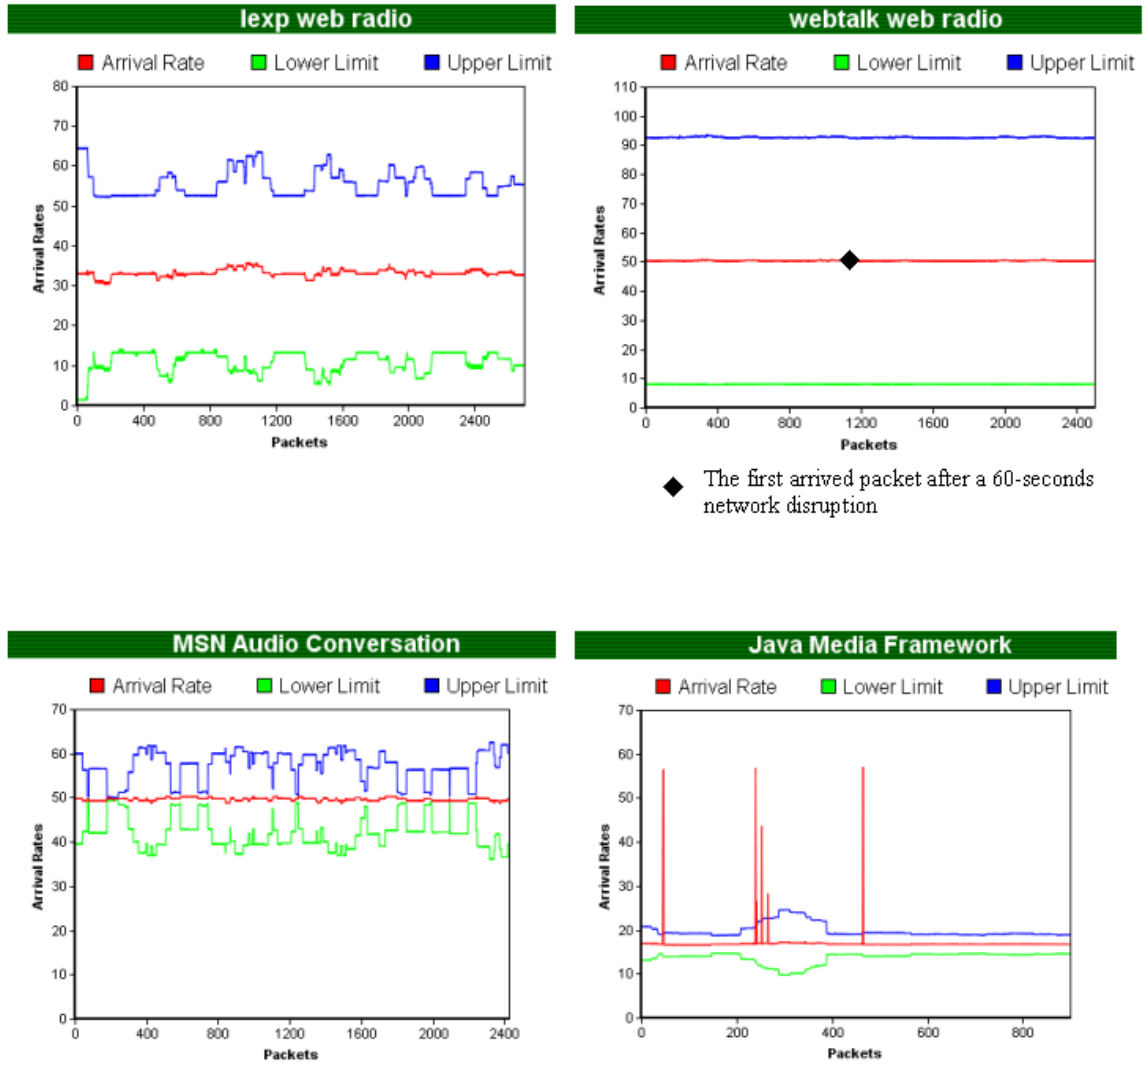 lexp web radio
Arrival Rate Lower Limit Upper Limit
80
70
60
50
40
30
20
10
0
Arrival Rates
0 400 800 1200 1600 2000 2400
Packets
webtalk web radio
Arrival Rate Lower Limit Upper Limit
110
100
90
80
70
60
50
40
30
20
10
0
Arrival Rates
0 400 800 1200 1600 2000 2400
Packets
The first arrived packet after a 60-seconds
network disruption
MSN Audio Conversation
Arrival Rate Lower Limit Upper Limit
70
60
50
40
30
20
10
0
Arrival Rates
0 400 800 1200 1600 2000 2400
Packets
Java Media Framework
Arrival Rate Lower Limit Upper Limit
70
60
50
40
30
20
10
0
Arrival Rates
0 200 400 600 800
Packets